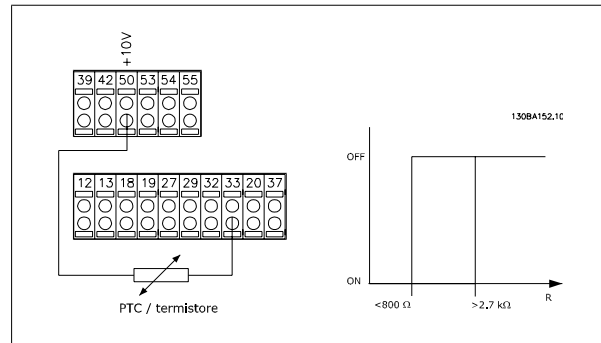 +10V
39 42 50 53 54 55
12 13 18 19 27 29 32 33 20 37
PTC / termistore
130BA152.10
OFF
ON
<800 Ω
>2.7 kΩ
R